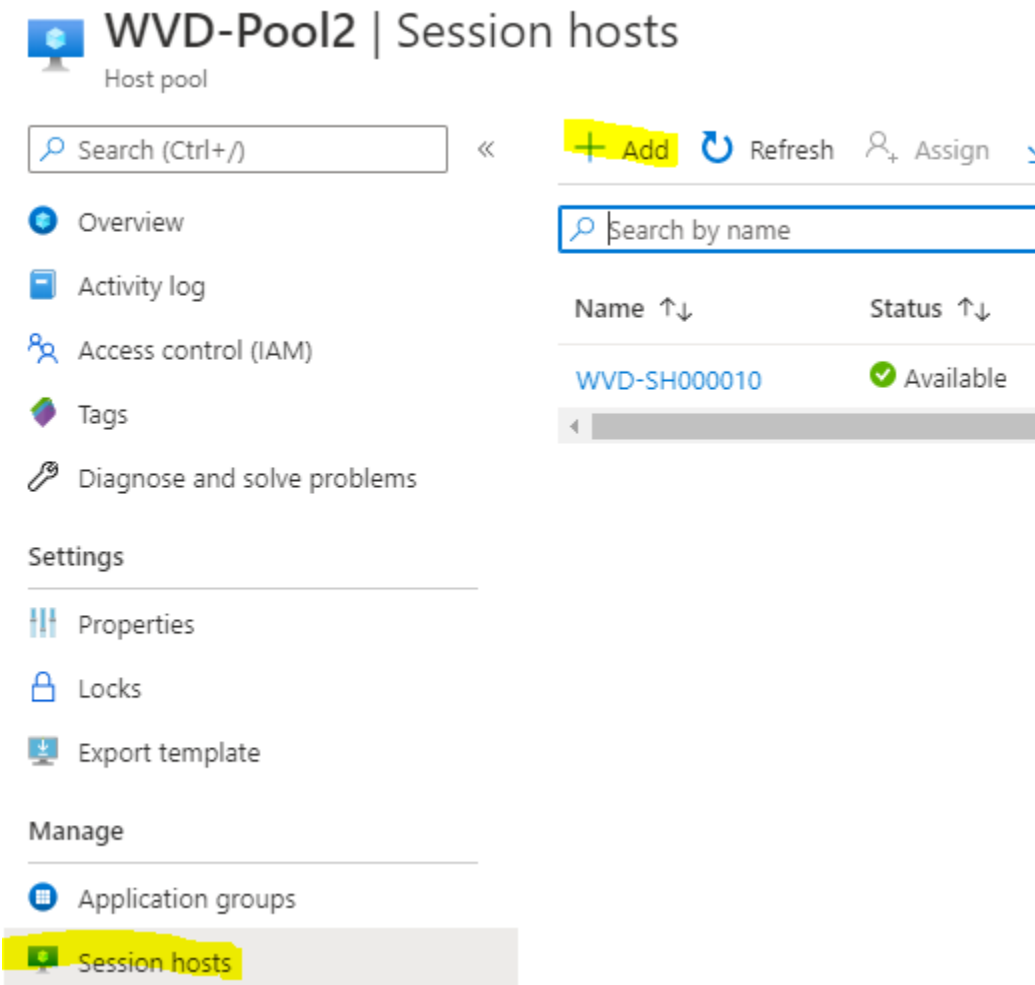 WVD-Pool2 | Session hosts
Host pool
Search (Ctrl+/)
«
Add
Refresh
Assign
Search by name
Overview
Activity log
Name ↑↓
Status ↑↓
Access control (IAM)
WVD-SH000010
Available
Tags
Diagnose and solve problems
Settings
Properties
Locks
Export template
Manage
Application groups
Session hosts